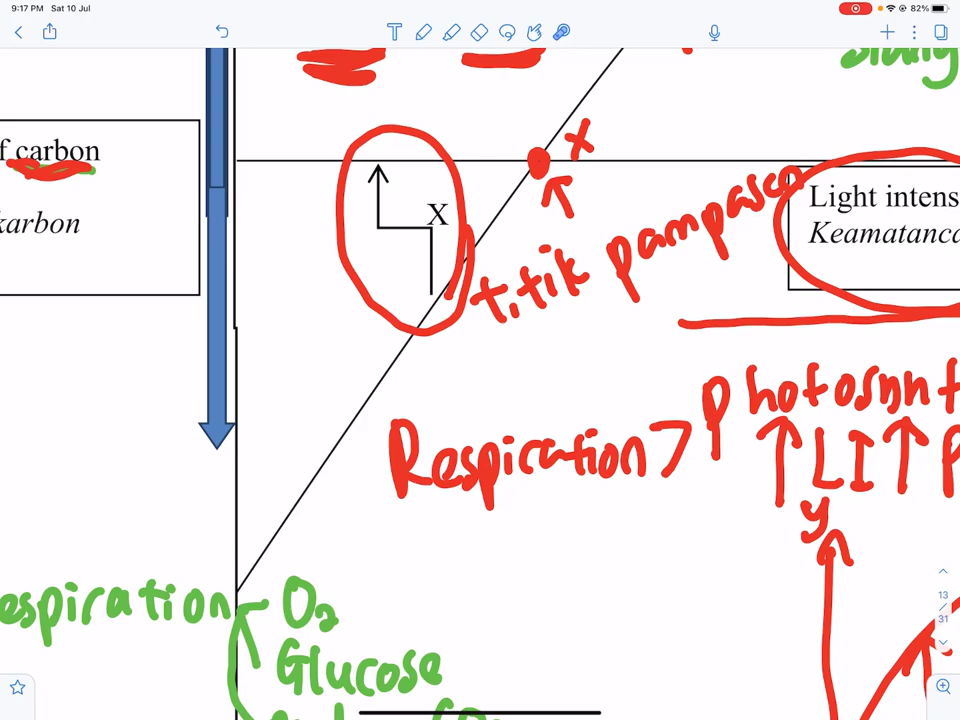 9:17 PM Sat 10 Jul
82%
T
f carbon
karbon
X
x
titik pampasan
Light intens
Keamatanca
Respiration > photosynt
↑ LI ↑ P
y
espiration
O2
Glucose
13
/
31